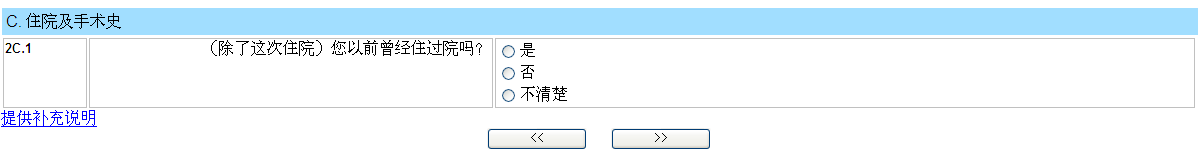 C. 住院及手术史
2C.1
（除了这次住院）您以前曾经住过院吗?
是
否
不清楚
提供补充说明
<< >>